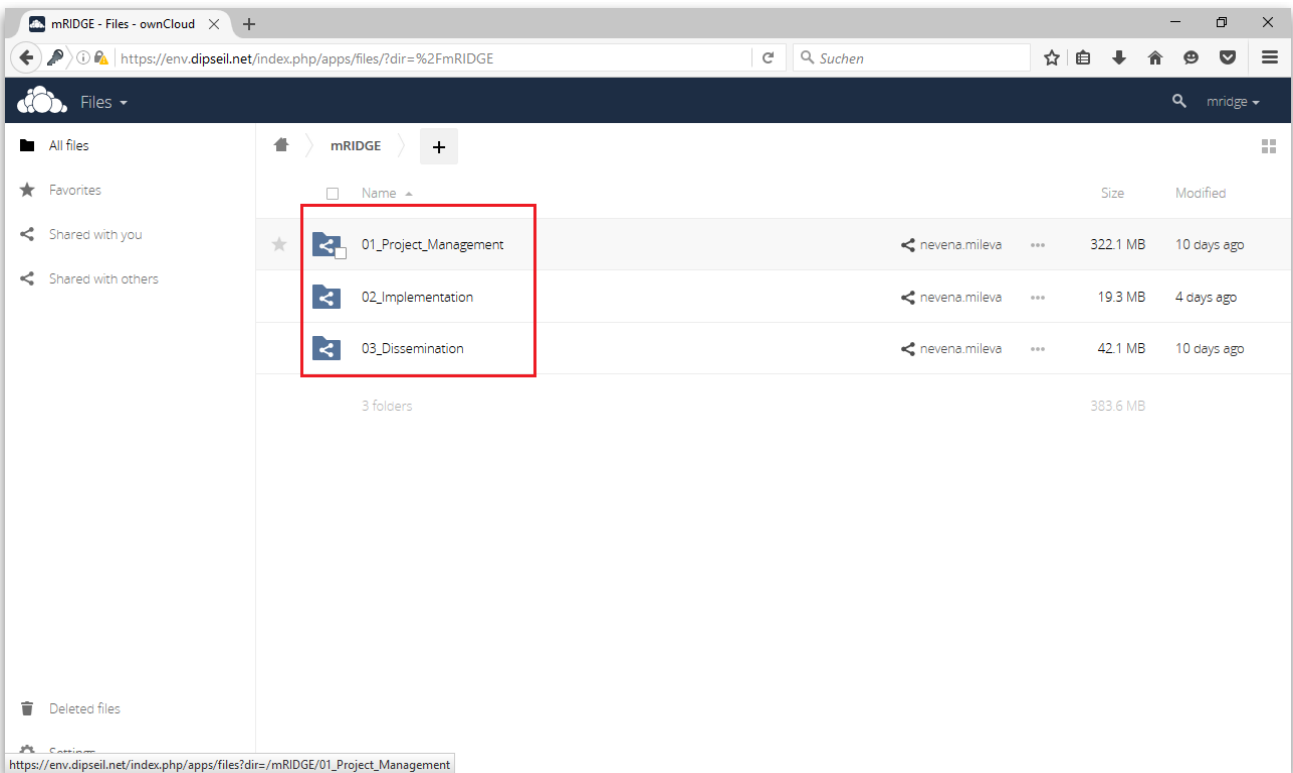 mRIDGE - Files - ownCloud
https://env.dipseil.net/index.php/apps/files/?dir=%2FmRIDGE
Suchen
Files
mridge
All files
mRIDGE
+
Favorites
Name
Size
Modified
Shared with you
01_Project_Management
nevena.mileva
322.1 MB
10 days ago
Shared with others
02_Implementation
nevena.mileva
19.3 MB
4 days ago
03_Dissemination
nevena.mileva
42.1 MB
10 days ago
3 folders
383.6 MB
Deleted files
Settings
https://env.dipseil.net/index.php/apps/files?dir=/mRIDGE/01_Project_Management